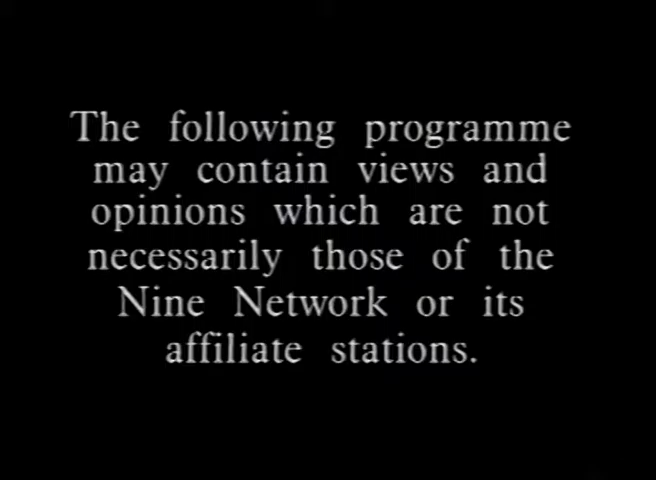 The following programme
may contain views and
opinions which are not
necessarily those of the
Nine Network or its
affiliate stations.